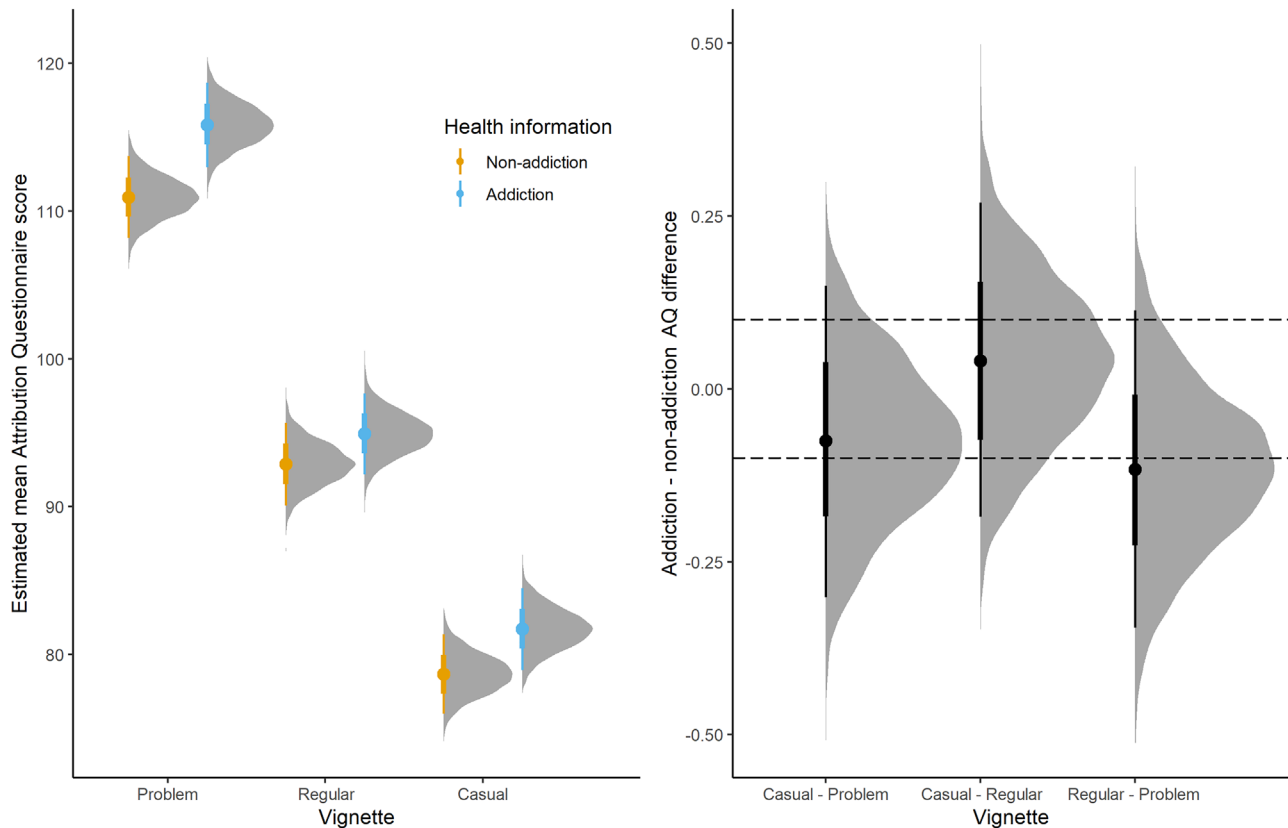 Estimated mean Attribution Questionnaire score
120
110
100
90
80
Problem
Regular
Casual
Vignette
Health information
Non-addiction
Addiction
Addiction - non-addiction AQ difference
0.50
0.25
0.00
-0.25
-0.50
Casual - Problem
Casual - Regular
Regular - Problem
Vignette